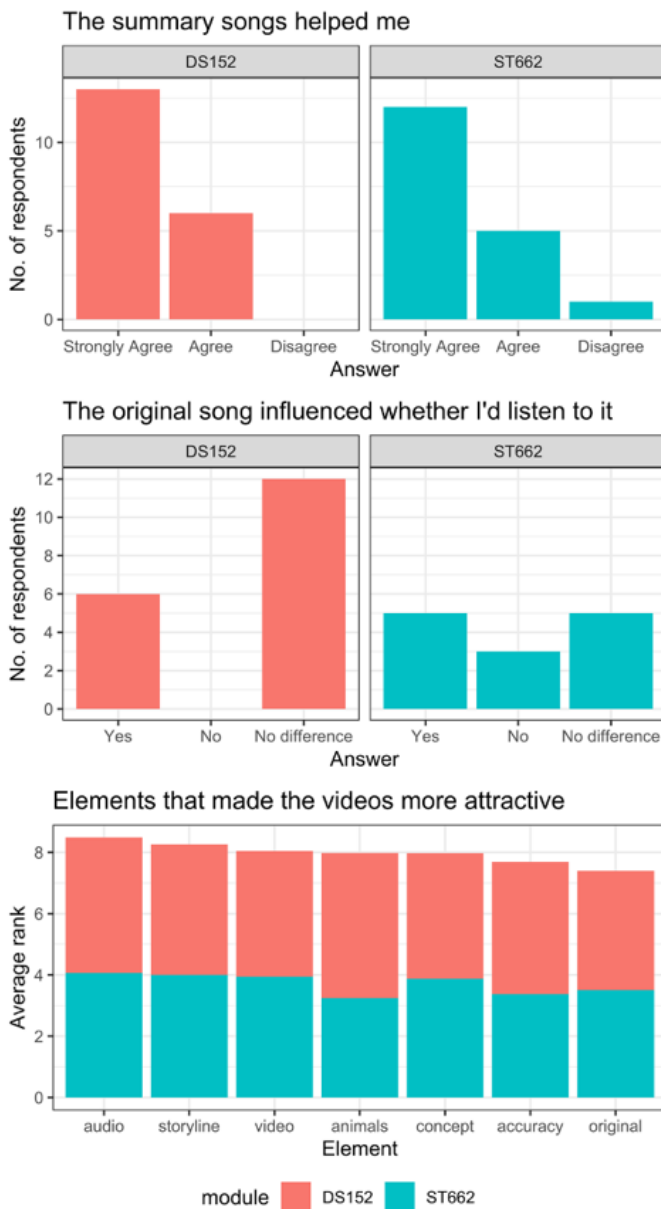 The summary songs helped me
DS152 ST662
10
5
0
No. of respondents
Strongly Agree Agree Disagree Strongly Agree Agree Disagree
Answer
The original song influenced whether I'd listen to it
DS152 ST662
12
10
8
6
4
2
0
No. of respondents
Yes No No difference Yes No No difference
Answer
Elements that made the videos more attractive
8
6
4
2
0
Average rank
audio storyline video animals concept accuracy original
Element
module DS152 ST662